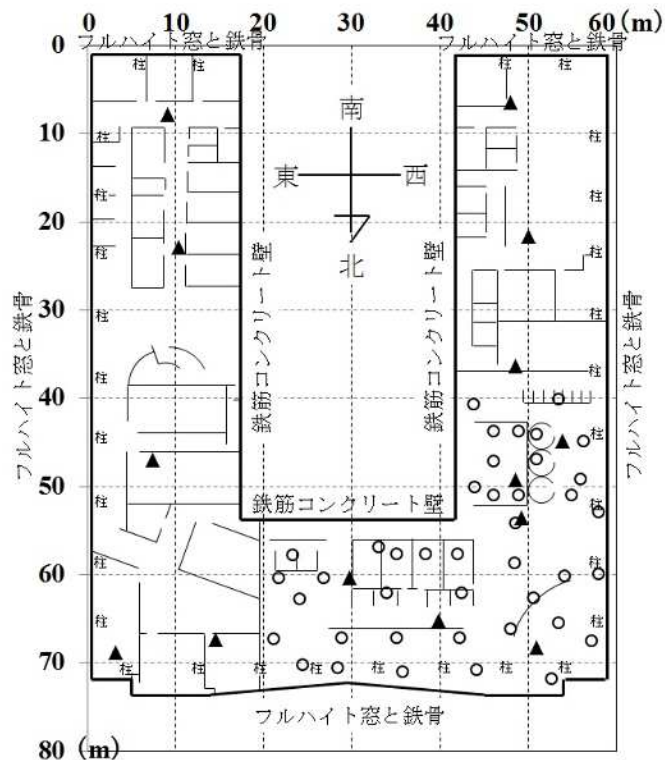 0 10 20 30 40 50 60 (m)
0
フルハイト窓と鉄骨
フルハイト窓と鉄骨
柱 柱
柱 柱
10
柱
柱
南
東 西
北
柱
柱
20
柱
柱
鉄筋コンクリート壁
鉄筋コンクリート壁
30
柱
柱
フルハイト窓と鉄骨
フルハイト窓と鉄骨
柱
柱
40
柱
柱
50
柱
柱
鉄筋コンクリート壁
柱
柱
60
柱
柱
70
柱 柱 柱 柱 柱 柱 柱 柱
フルハイト窓と鉄骨
80 (m)